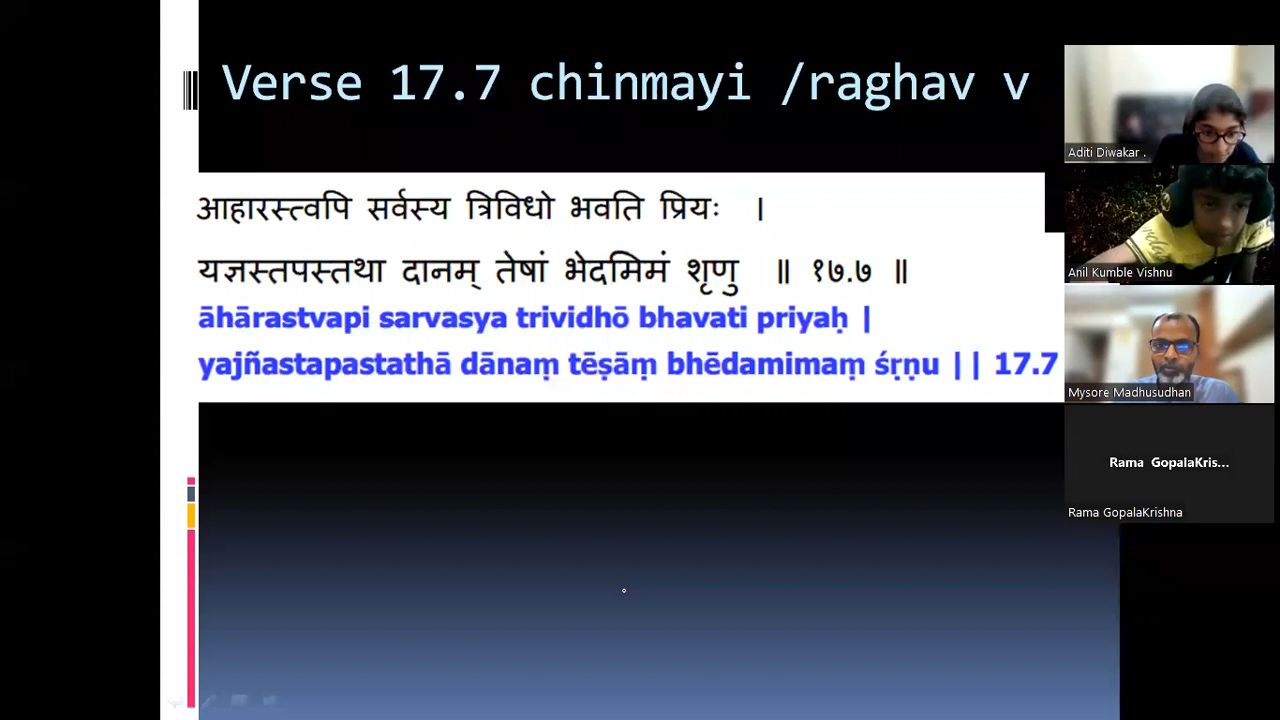 Verse 17.7 chinmayi /raghav v
आहारस्त्वपि सर्वस्य त्रिविधो भवति प्रियः ।
यज्ञस्तपस्तथा दानम् तेषां भेदमिमं शृणु ॥ १७.७ ॥
āhārastvapi sarvasya trividhō bhavati priyaḥ |
yajñastapastathā dānaṃ tēṣāṃ bhēdamimaṃ śṛṇu || 17.7
Aditi Diwakar .
Anil Kumble Vishnu
Mysore Madhusudhan
Rama GopalaKris...
Rama GopalaKrishna